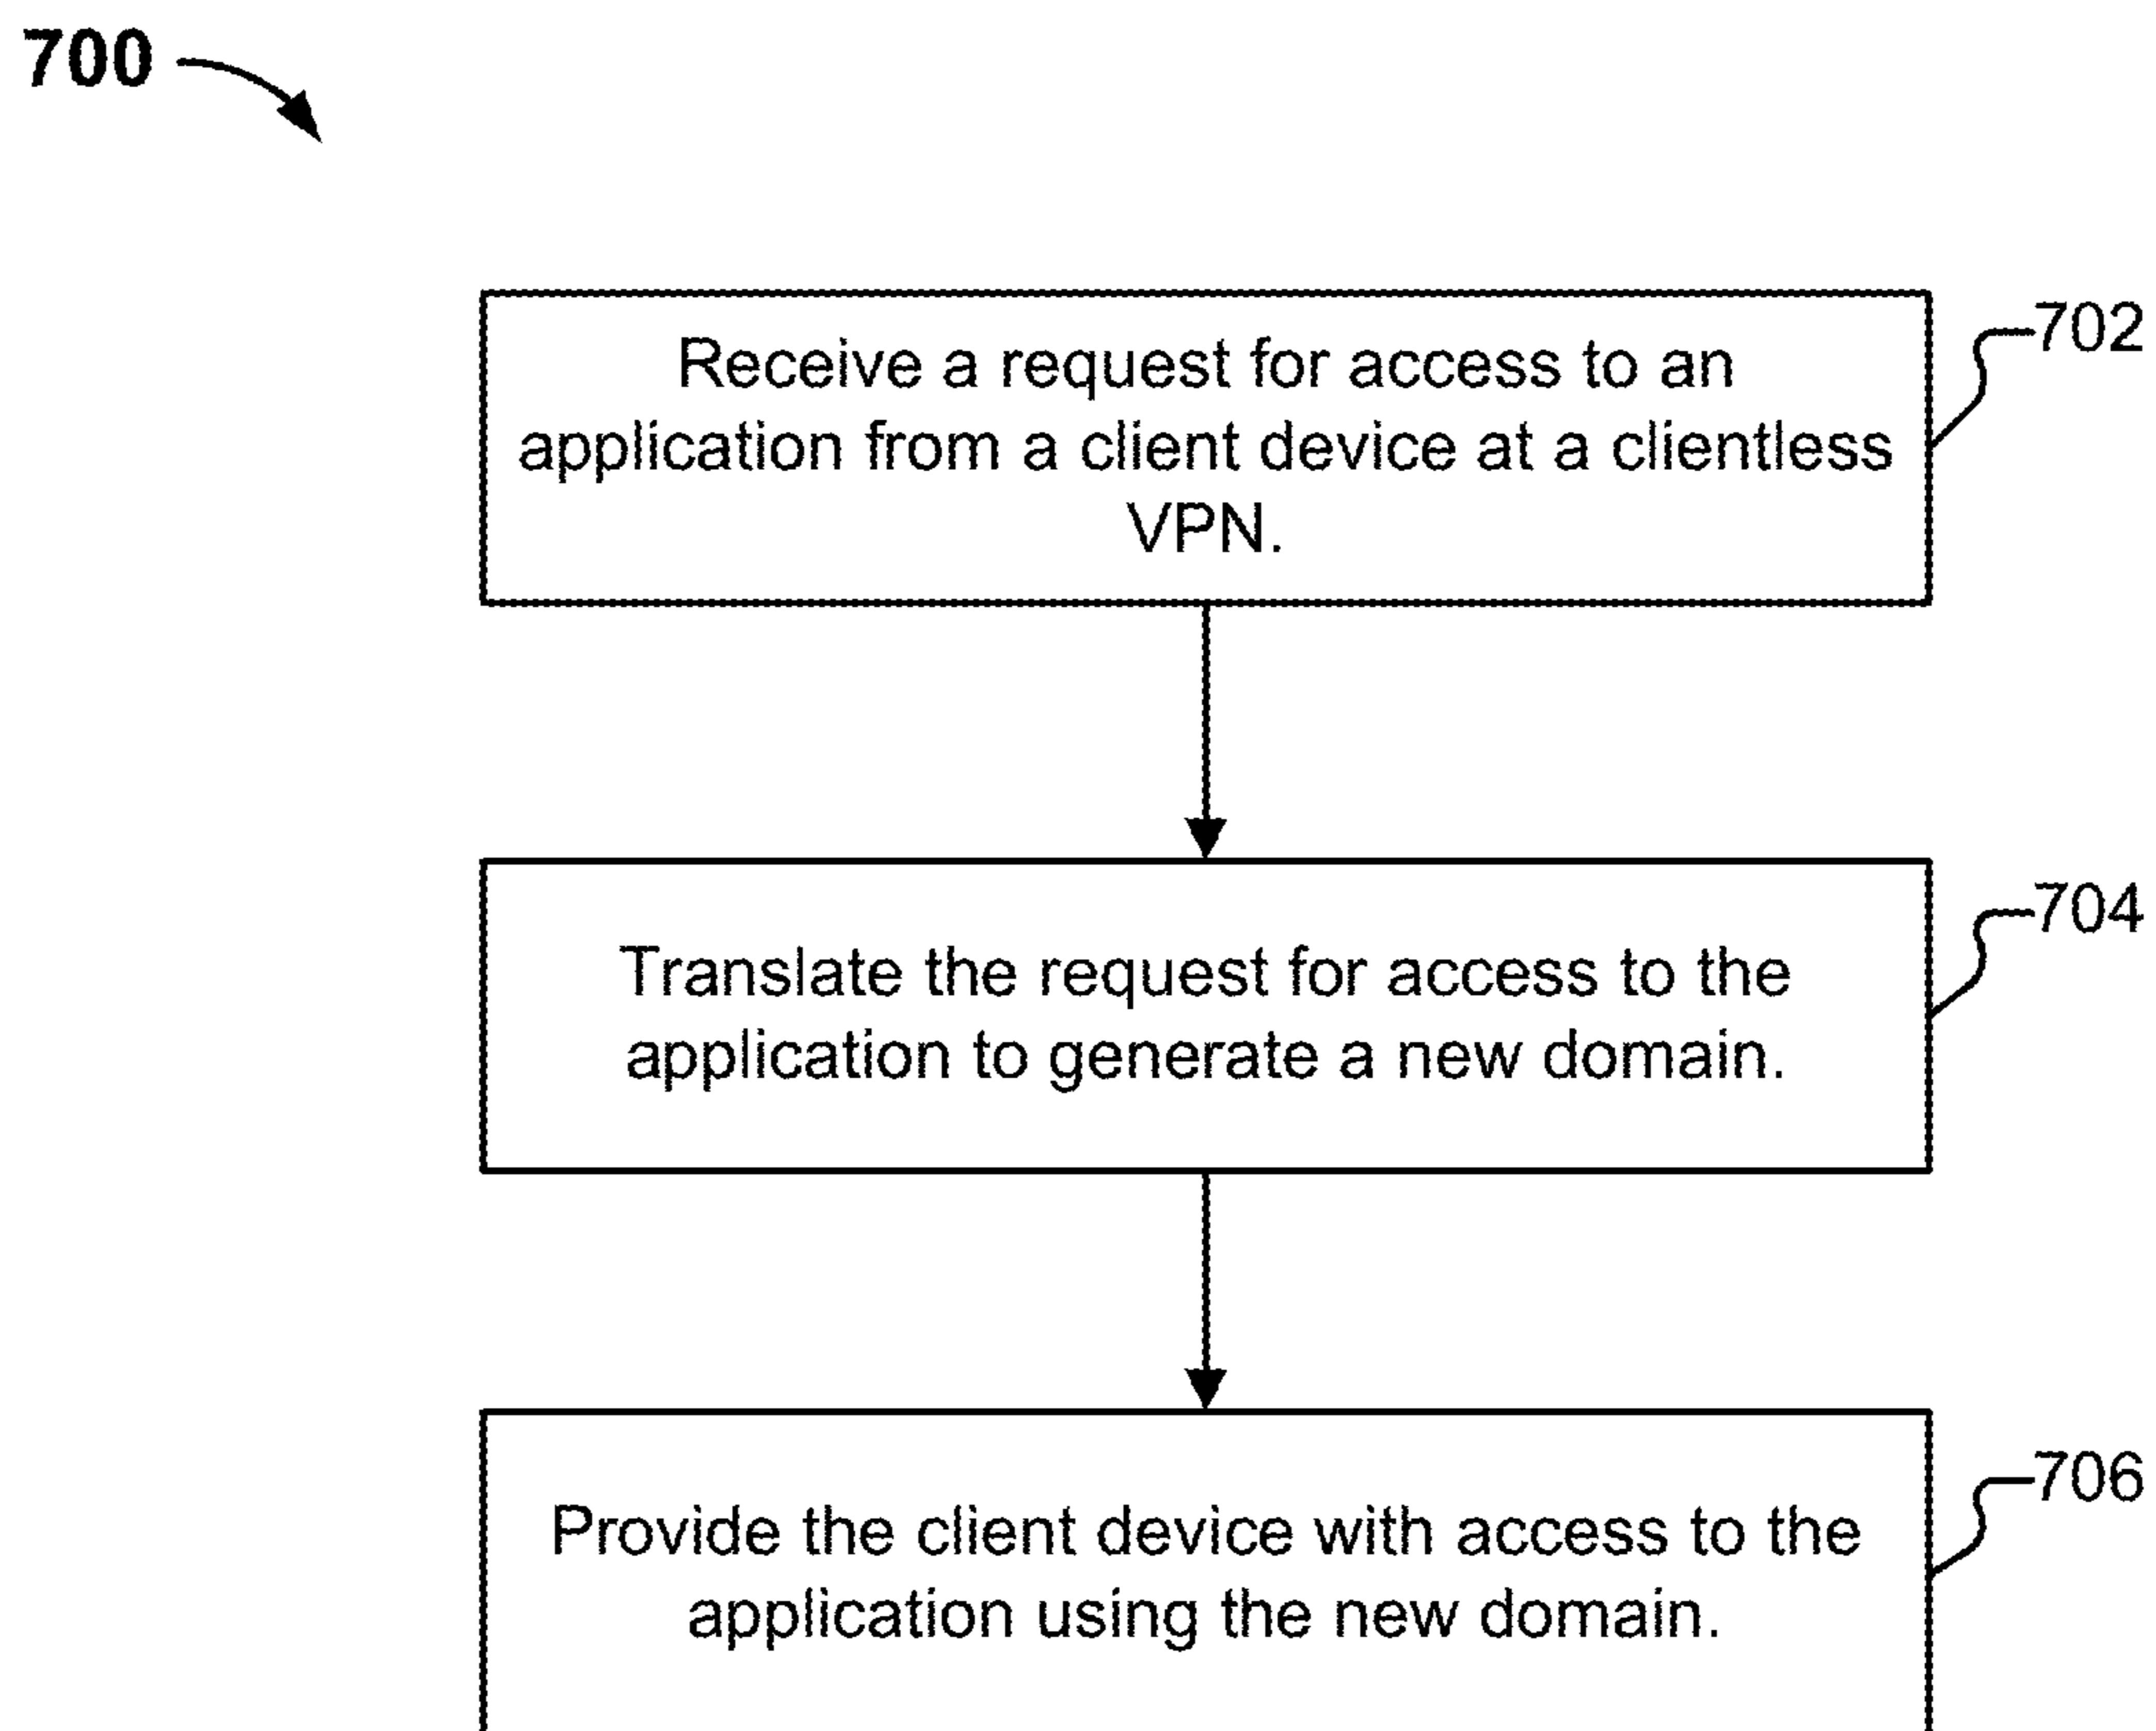 700
Receive a request for access to an
application from a client device at a clientless
VPN.
702
Translate the request for access to the
application to generate a new domain.
704
Provide the client device with access to the
application using the new domain.
706